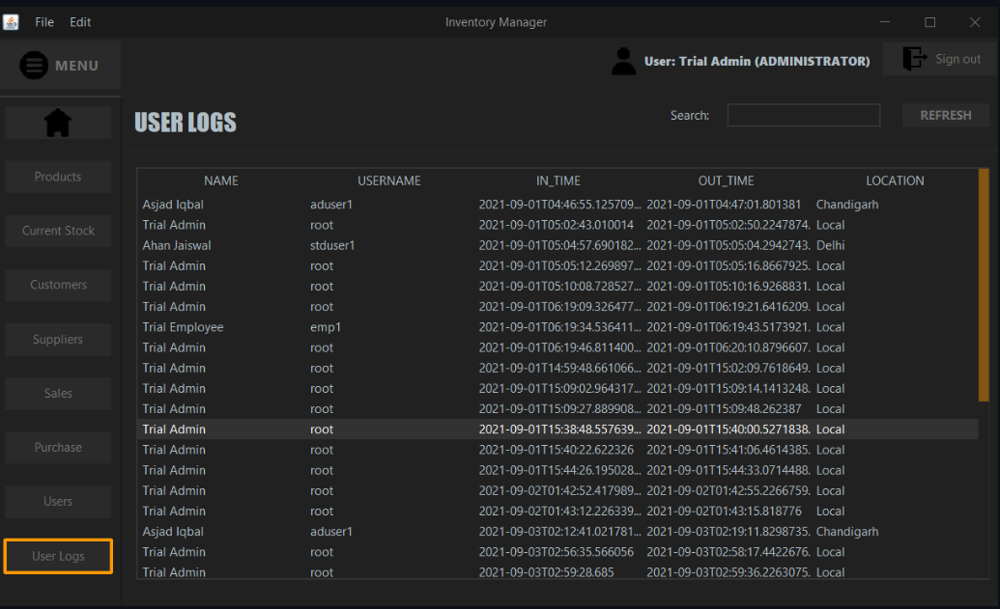 File Edit Inventory Manager
MENU User: Trial Admin (ADMINISTRATOR) Sign out
USER LOGS Search: REFRESH
Products
Current Stock
Customers
Suppliers
Sales
Purchase
Users
User Logs
NAME USERNAME IN_TIME OUT_TIME LOCATION
Asjad Iqbal aduser1 2021-09-01T04:46:55.125709... 2021-09-01T04:47:01.801381 Chandigarh
Trial Admin root 2021-09-01T05:02:43.010014 2021-09-01T05:02:50.2247874. Local
Ahan Jaiswal stduser1 2021-09-01T05:04:57.690182... 2021-09-01T05:05:04.2942743. Delhi
Trial Admin root 2021-09-01T05:05:12.269897... 2021-09-01T05:05:16.8667925. Local
Trial Admin root 2021-09-01T05:10:08.728527... 2021-09-01T05:10:16.9268831. Local
Trial Admin root 2021-09-01T06:19:09.326477... 2021-09-01T06:19:21.6416209. Local
Trial Employee emp1 2021-09-01T06:19:34.536411... 2021-09-01T06:19:43.5173921. Local
Trial Admin root 2021-09-01T06:19:46.811400... 2021-09-01T06:20:10.8796607. Local
Trial Admin root 2021-09-01T14:59:48.661066... 2021-09-01T15:02:09.7618649. Local
Trial Admin root 2021-09-01T15:09:02.964317... 2021-09-01T15:09:14.1413248. Local
Trial Admin root 2021-09-01T15:09:27.889908... 2021-09-01T15:09:48.262387 Local
Trial Admin root 2021-09-01T15:38:48.557639... 2021-09-01T15:40:00.5271838. Local
Trial Admin root 2021-09-01T15:40:22.622326 2021-09-01T15:41:06.4614385. Local
Trial Admin root 2021-09-01T15:44:26.195028... 2021-09-01T15:44:33.0714488. Local
Trial Admin root 2021-09-02T01:42:52.417989... 2021-09-02T01:42:55.2266759. Local
Trial Admin root 2021-09-02T01:43:12.226339... 2021-09-02T01:43:15.818776 Local
Asjad Iqbal aduser1 2021-09-03T02:12:41.021781... 2021-09-03T02:19:11.8298735. Chandigarh
Trial Admin root 2021-09-03T02:56:35.566056 2021-09-03T02:58:17.4422676. Local
Trial Admin root 2021-09-03T02:59:28.685 2021-09-03T02:59:36.2263075. Local